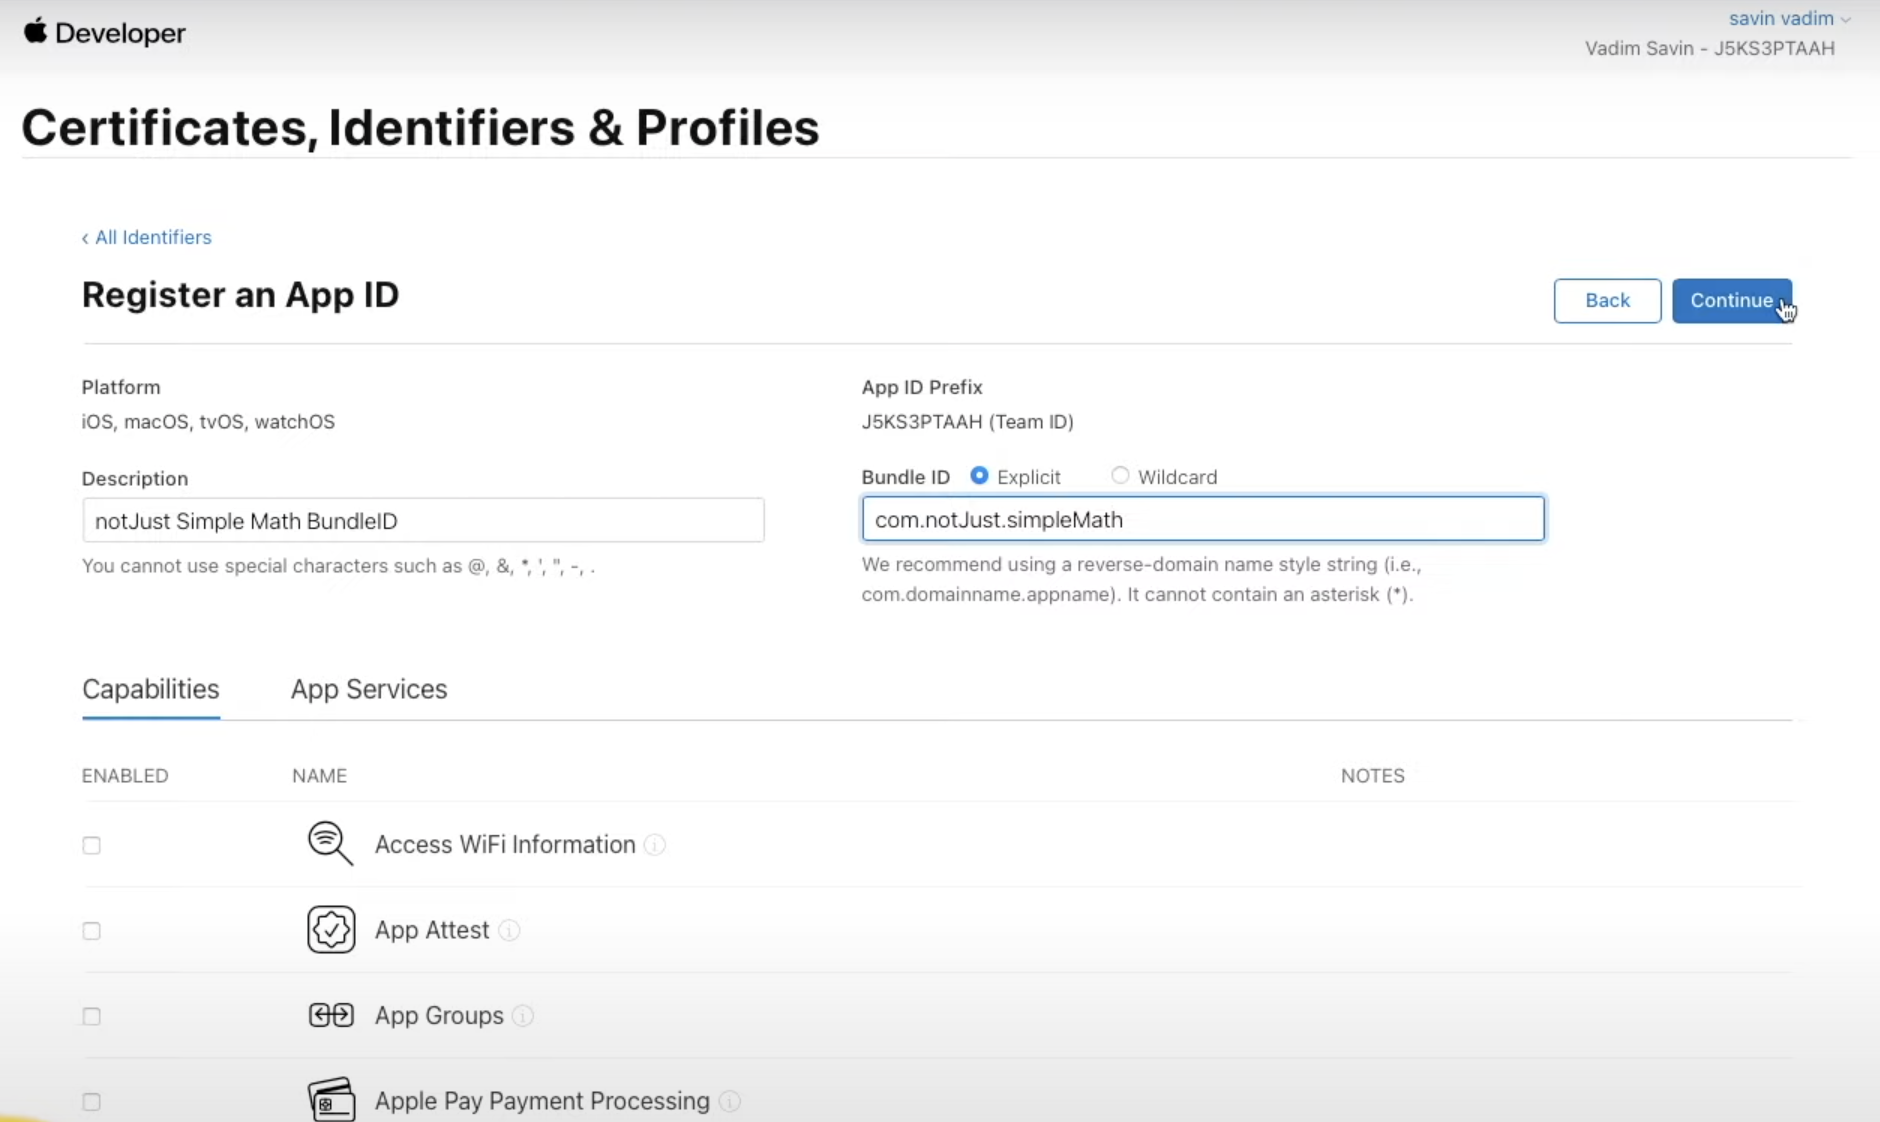 Developer
savin vadim
Vadim Savin - J5KS3PTAAH
Certificates, Identifiers & Profiles
‹ All Identifiers
Register an App ID
Back
Continue
Platform
iOS, macOS, tvOS, watchOS
App ID Prefix
J5KS3PTAAH (Team ID)
Description
notJust Simple Math BundleID
You cannot use special characters such as @, &, *, ', ", -, .
Bundle ID Explicit Wildcard
com.notJust.simpleMath
We recommend using a reverse-domain name style string (i.e.,
com.domainname.appname). It cannot contain an asterisk (*).
Capabilities App Services
ENABLED NAME NOTES
Access WiFi Information
App Attest
App Groups
Apple Pay Payment Processing